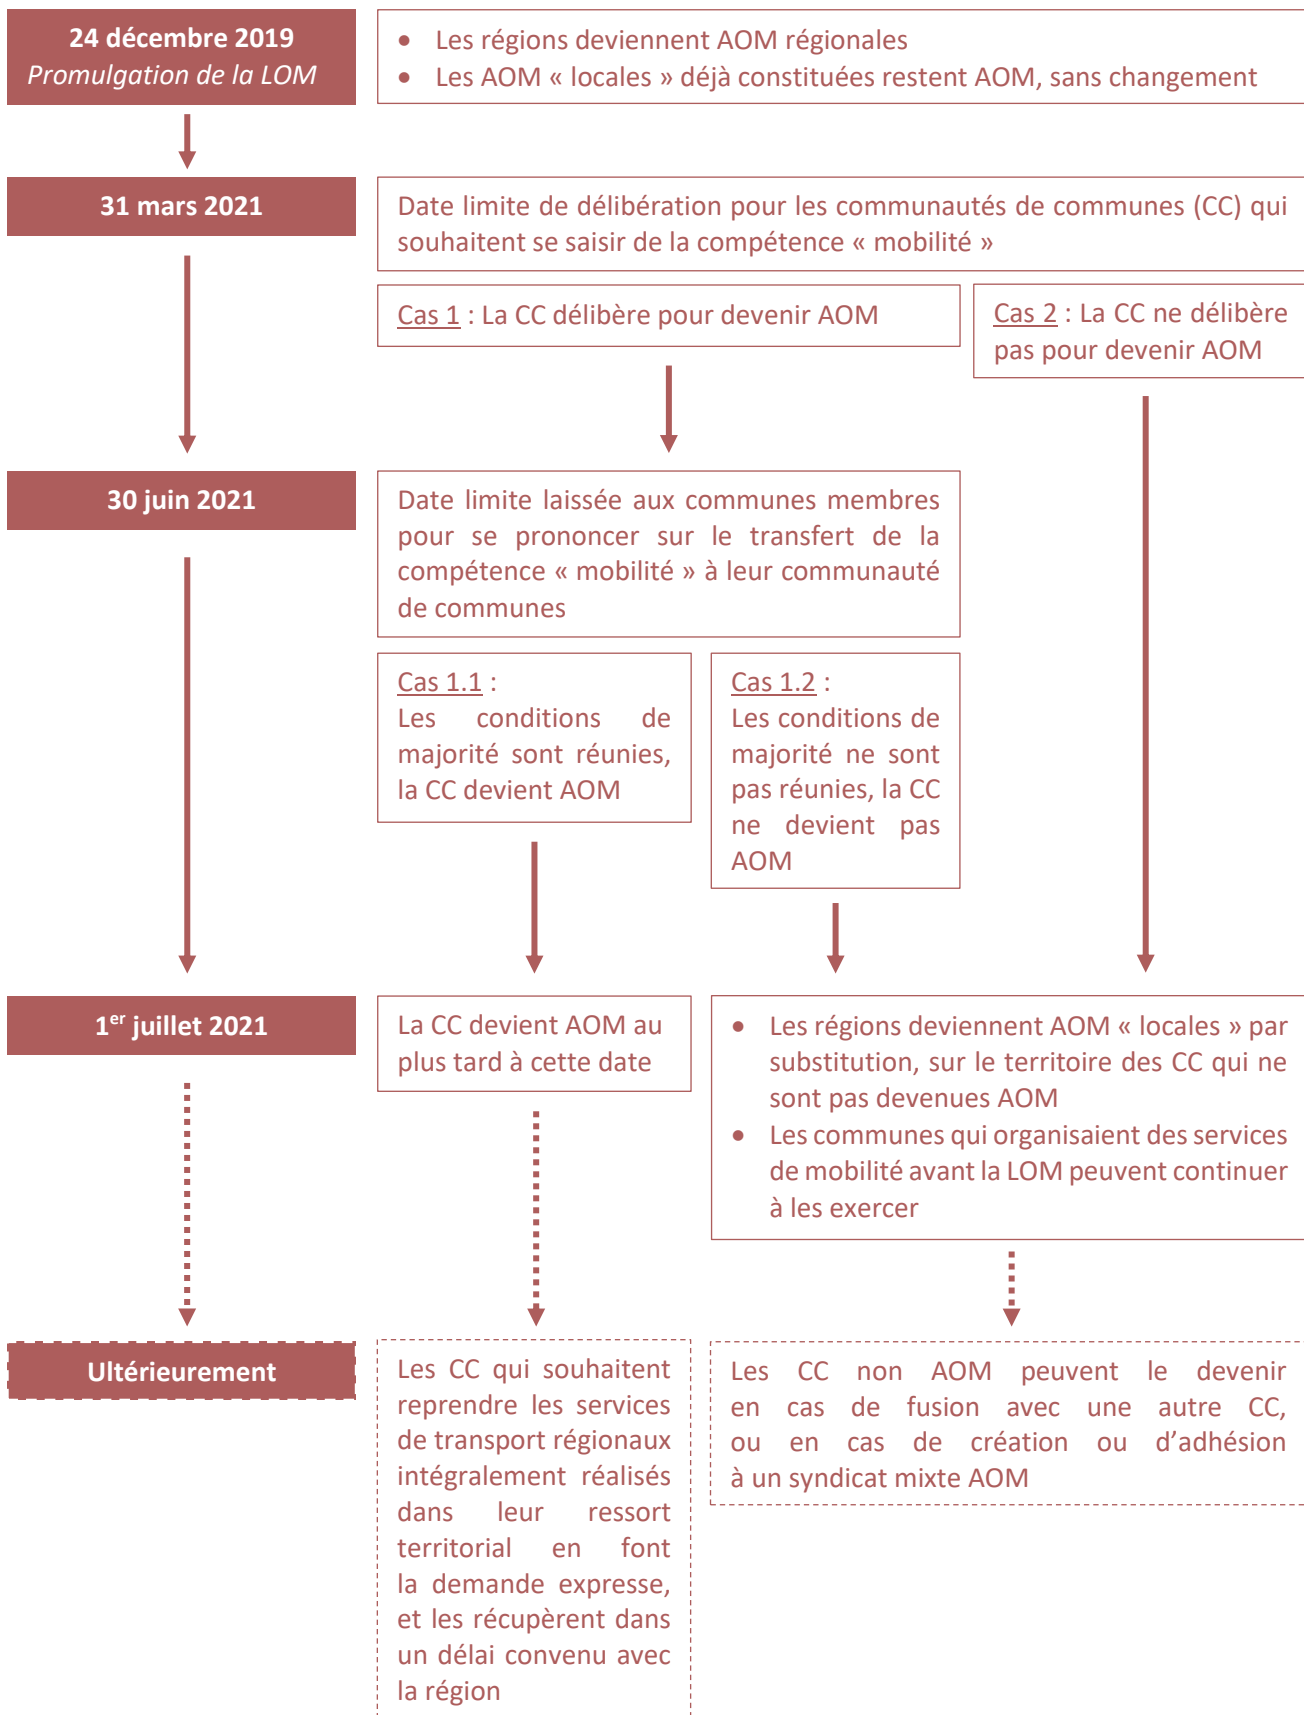 24 décembre 2019
Promulgation de la LOM
• Les régions deviennent AOM régionales
• Les AOM « locales » déjà constituées restent AOM, sans changement
31 mars 2021
Date limite de délibération pour les communautés de communes (CC) qui
souhaitent se saisir de la compétence « mobilité »
Cas 1 : La CC délibère pour devenir AOM
Cas 2 : La CC ne délibère
pas pour devenir AOM
30 juin 2021
Date limite laissée aux communes membres
pour se prononcer sur le transfert de la
compétence « mobilité » à leur communauté
de communes
Cas 1.1 :
Les conditions de
majorité sont réunies,
la CC devient AOM
Cas 1.2 :
Les conditions de
majorité ne sont
pas réunies, la CC
ne devient pas
AOM
1er juillet 2021
La CC devient AOM au
plus tard à cette date
• Les régions deviennent AOM « locales » par
substitution, sur le territoire des CC qui ne
sont pas devenues AOM
• Les communes qui organisaient des services
de mobilité avant la LOM peuvent continuer
à les exercer
Ultérieurement
Les CC qui souhaitent
reprendre les services
de transport régionaux
intégralement réalisés
dans leur ressort
territorial en font
la demande expresse,
et les récupèrent dans
un délai convenu avec
la région
Les CC non AOM peuvent le devenir
en cas de fusion avec une autre CC,
ou en cas de création ou d'adhésion
à un syndicat mixte AOM